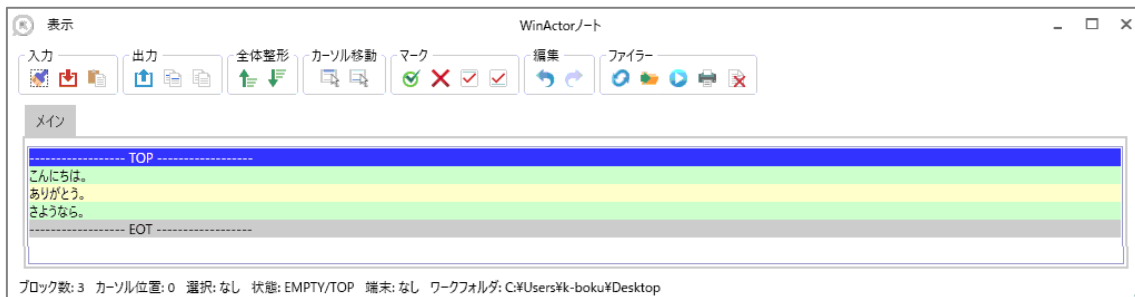 表示
WinActorノート
入力 出力 全体整形 カーソル移動 マーク 編集 ファイラー
メイン
------------------ TOP ------------------
こんにちは。
ありがとう。
さようなら。
------------------ EOT ------------------
ブロック数: 3 カーソル位置: 0 選択: なし 状態: EMPTY/TOP 端末: なし ワークフォルダ: C:¥Users¥k-boku¥Desktop